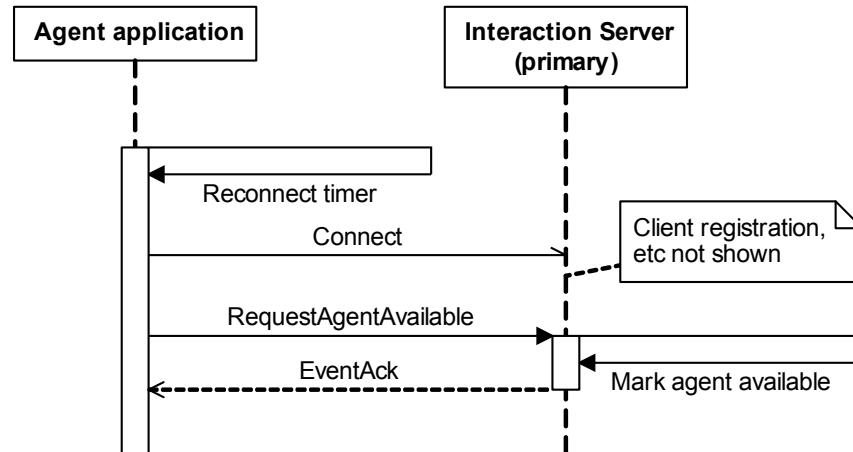 Agent application
Interaction Server
(primary)
Reconnect timer
Connect
Client registration,
etc not shown
RequestAgentAvailable
EventAck
Mark agent available